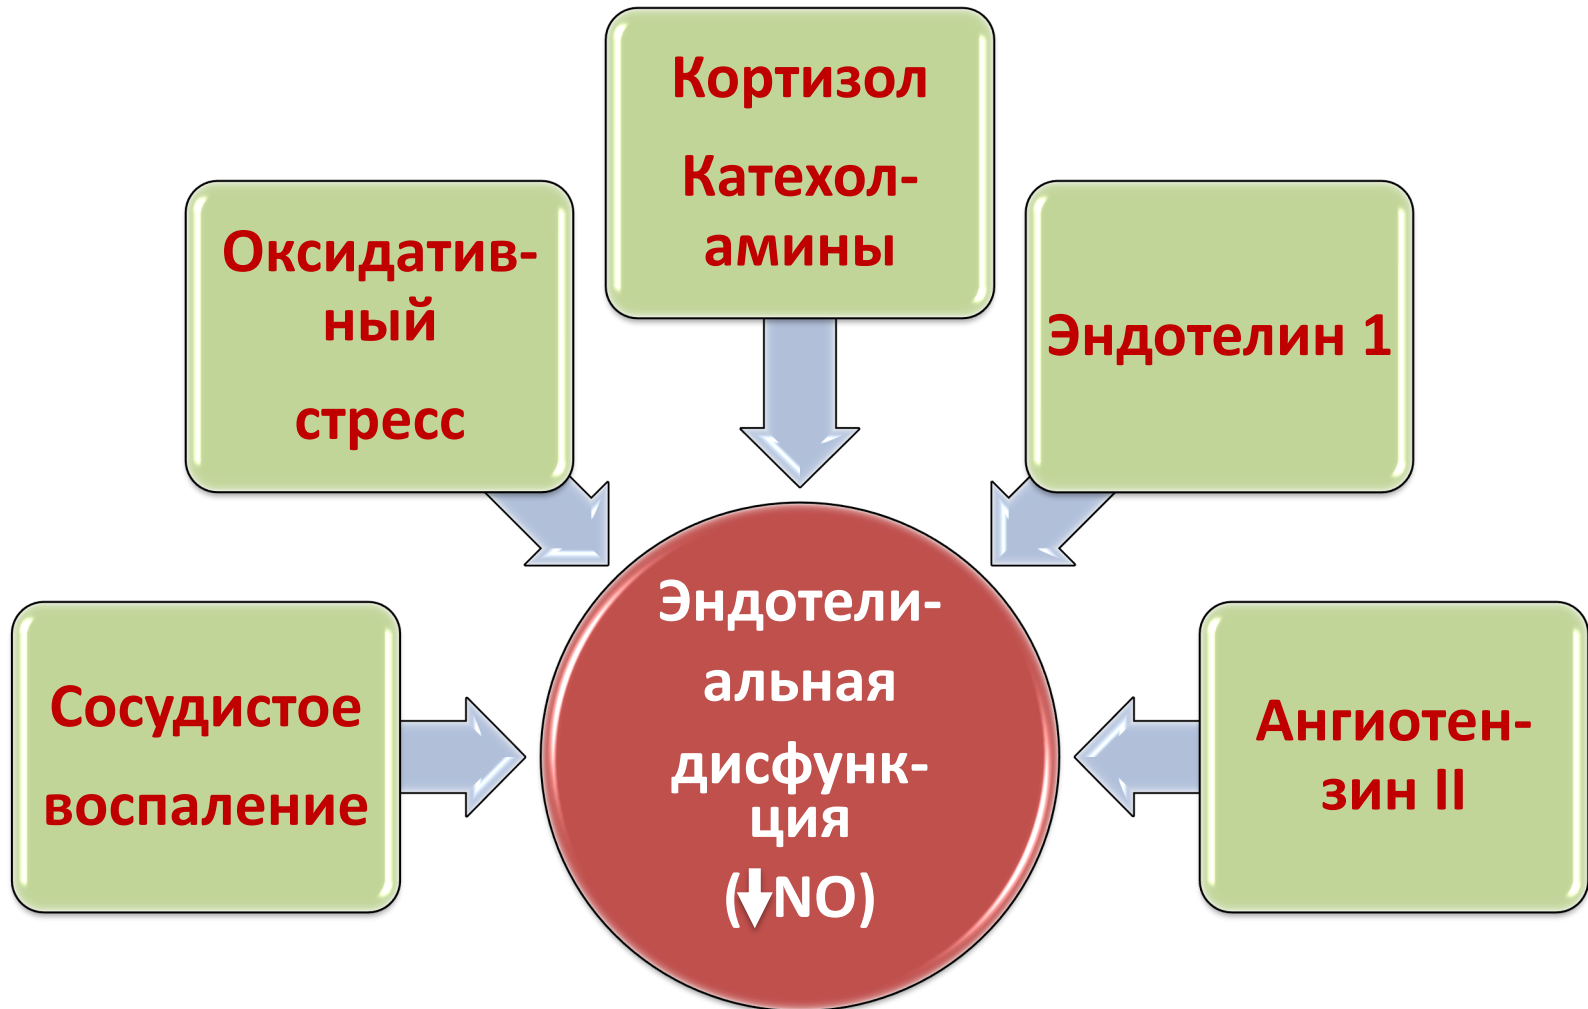 Кортизол
Катехол-
амины
Оксидатив-
ный
стресс
Эндотелин 1
Сосудистое
воспаление
Эндотели-
альная
дисфунк-
ция
(↓NO)
Ангиотен-
зин II